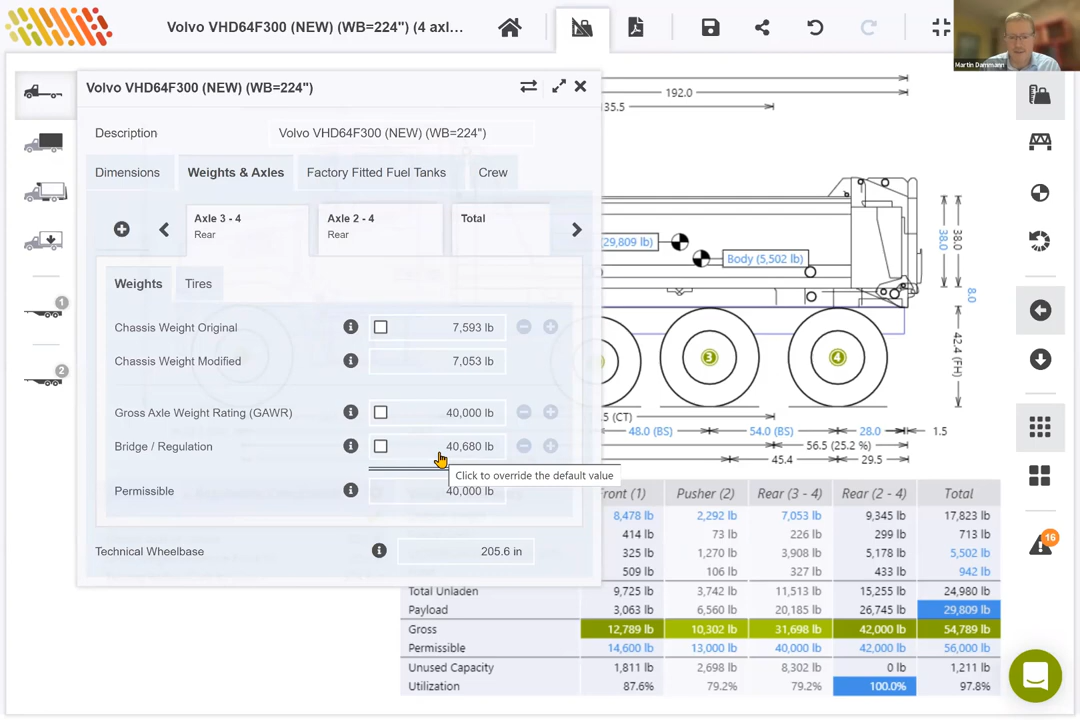 Volvo VHD64F300 (NEW) (WB=224") (4 axl...
Martin Dammann
Volvo VHD64F300 (NEW) (WB=224")
Description
Volvo VHD64F300 (NEW) (WB=224")
Dimensions
Weights & Axles
Factory Fitted Fuel Tanks
Crew
Axle 3 - 4
Rear
Axle 2 - 4
Rear
Total
Weights
Tires
Chassis Weight Original
7,593 lb
Chassis Weight Modified
7,053 lb
Gross Axle Weight Rating (GAWR)
40,000 lb
Bridge / Regulation
40,680 lb
Click to override the default value
Permissible
40,000 lb
Technical Wheelbase
205.6 in
1
2
192.0
135.5
(29,809 lb)
Body (5,502 lb)
38.0
38.0
8.0
42.4 (FH)
3
4
(CT)
48.0 (BS)
54.0 (BS)
28.0
1.5
56.5 (25.2 %)
45.4
29.5
16
Front (1) Pusher (2) Rear (3 - 4) Rear (2 - 4) Total
8,478 lb 2,292 lb 7,053 lb 9,345 lb 17,823 lb
414 lb 73 lb 226 lb 299 lb 713 lb
325 lb 1,270 lb 3,908 lb 5,178 lb 5,502 lb
509 lb 106 lb 327 lb 433 lb 942 lb
Total Unladen 9,725 lb 3,742 lb 11,513 lb 15,255 lb 24,980 lb
Payload 3,063 lb 6,560 lb 20,185 lb 26,745 lb 29,809 lb
Gross 12,789 lb 10,302 lb 31,698 lb 42,000 lb 54,789 lb
Permissible 14,600 lb 13,000 lb 40,000 lb 42,000 lb 56,000 lb
Unused Capacity 1,811 lb 2,698 lb 8,302 lb 0 lb 1,211 lb
Utilization 87.6% 79.2% 79.2% 100.0% 97.8%